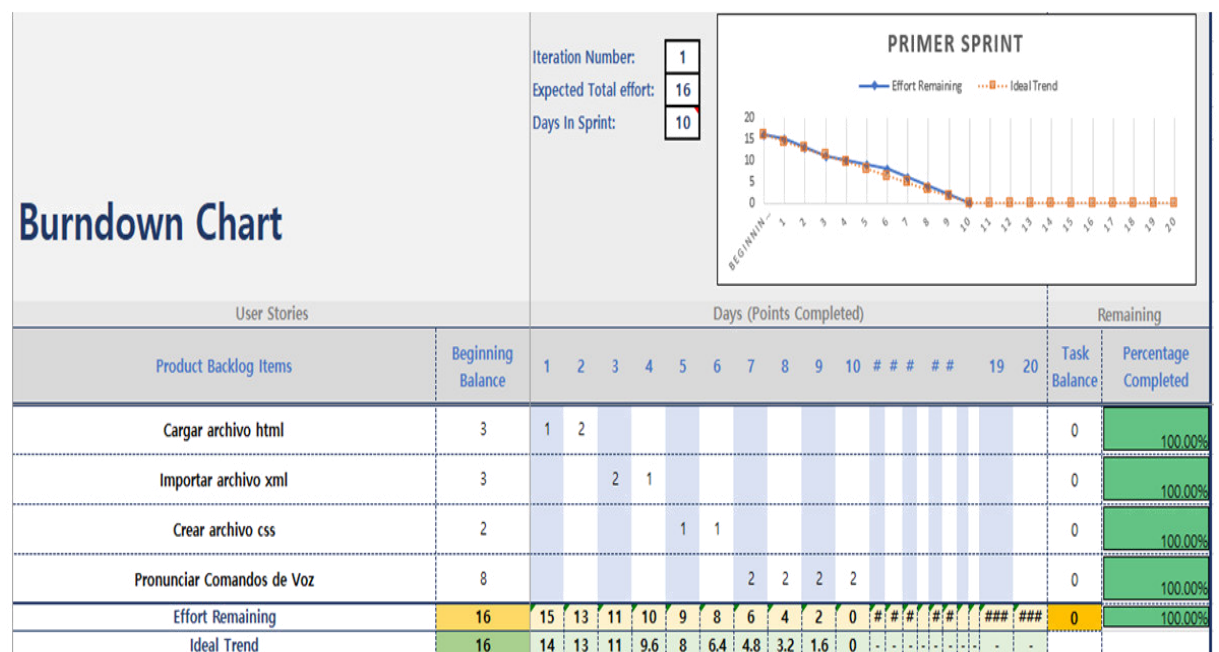 Iteration Number: 1
Expected Total effort: 16
Days In Sprint: 10
PRIMER SPRINT
Effort Remaining Ideal Trend
20
15
10
5
0
BEGINNIN... 1 2 3 4 5 6 7 8 9 10 11 12 13 14 15 16 17 18 19 20
Burndown Chart
User Stories Days (Points Completed) Remaining
Product Backlog Items Beginning Balance 1 2 3 4 5 6 7 8 9 10 # # # # # 19 20 Task Balance Percentage Completed
Cargar archivo html 3 1 2 0 100.00%
Importar archivo xml 3 2 1 0 100.00%
Crear archivo css 2 1 1 0 100.00%
Pronunciar Comandos de Voz 8 2 2 2 2 0 100.00%
Effort Remaining 16 15 13 11 10 9 8 6 4 2 0 # # # # # ### ### 0 100.00%
Ideal Trend 16 14 13 11 9.6 8 6.4 4.8 3.2 1.6 0 - - - - - - - - - -